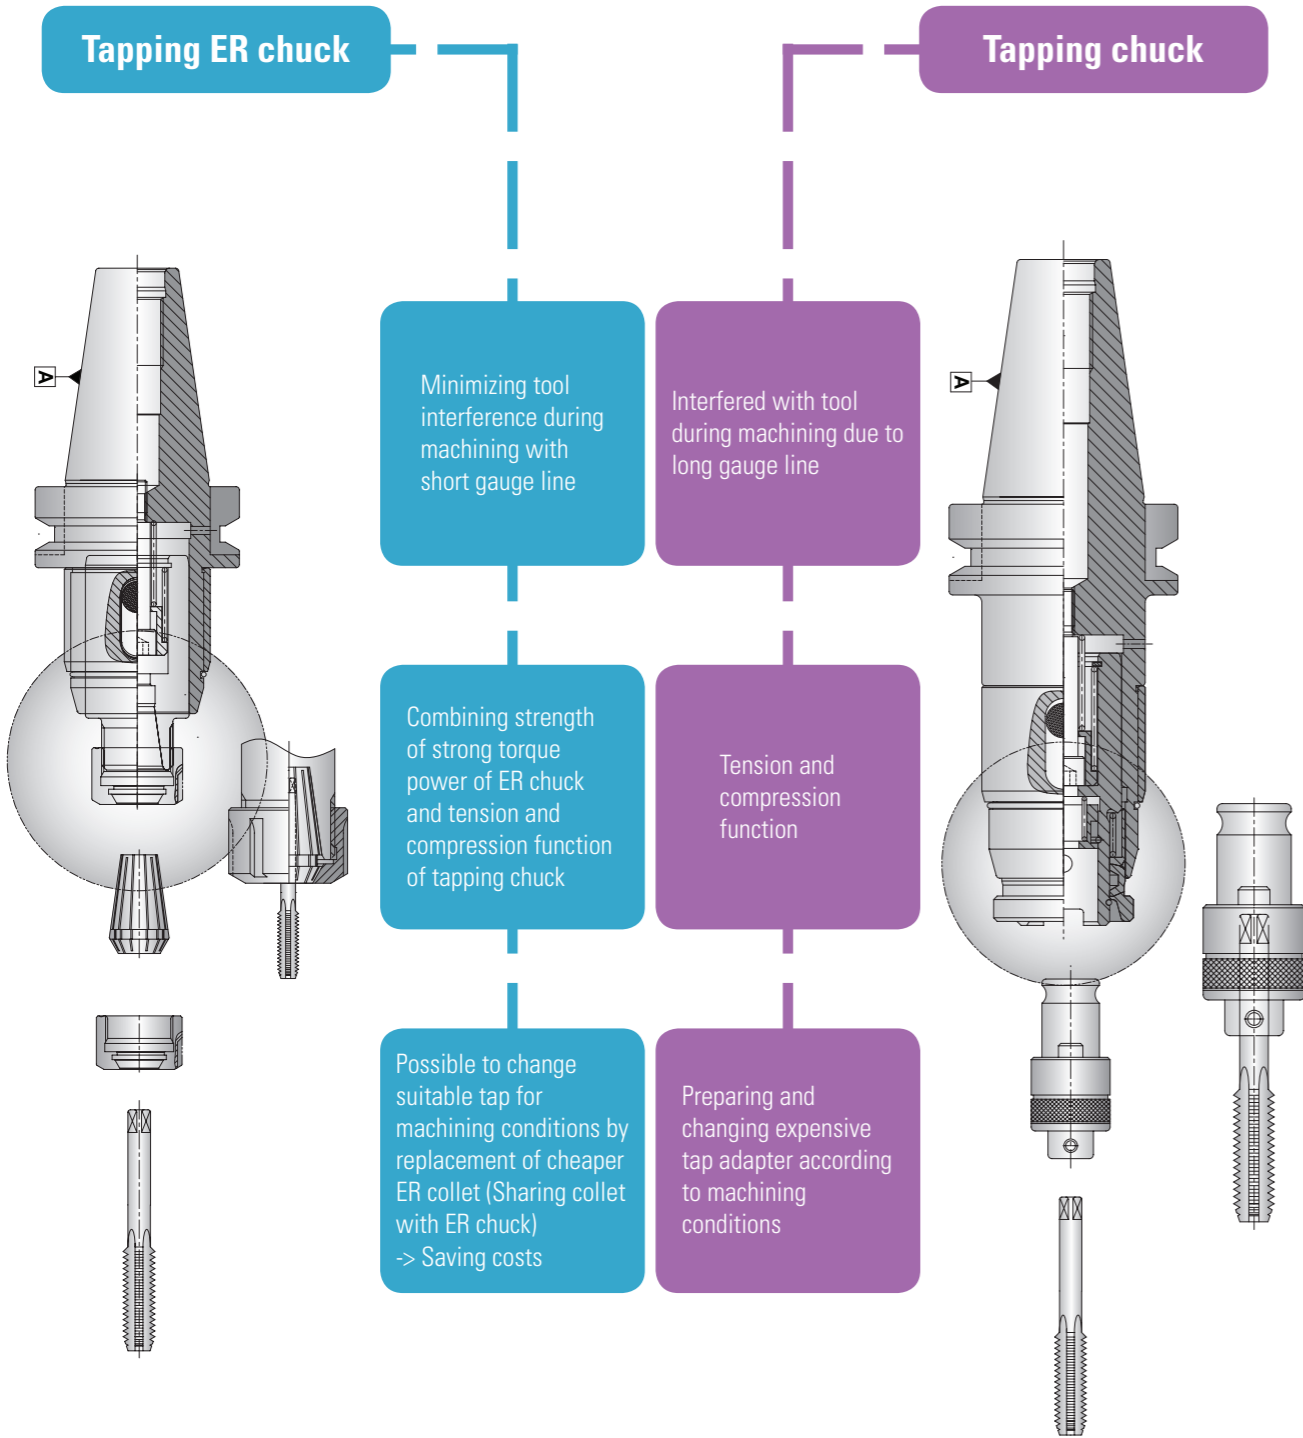 Tapping ER chuck
Tapping chuck
Minimizing tool
interference during
machining with
short gauge line
Interfered with tool
during machining due to
long gauge line
A
A
Combining strength
of strong torque
power of ER chuck
and tension and
compression function
of tapping chuck
Tension and
compression
function
Possible to change
suitable tap for
machining conditions by
replacement of cheaper
ER collet (Sharing collet
with ER chuck)
-> Saving costs
Preparing and
changing expensive
tap adapter according
to machining
conditions